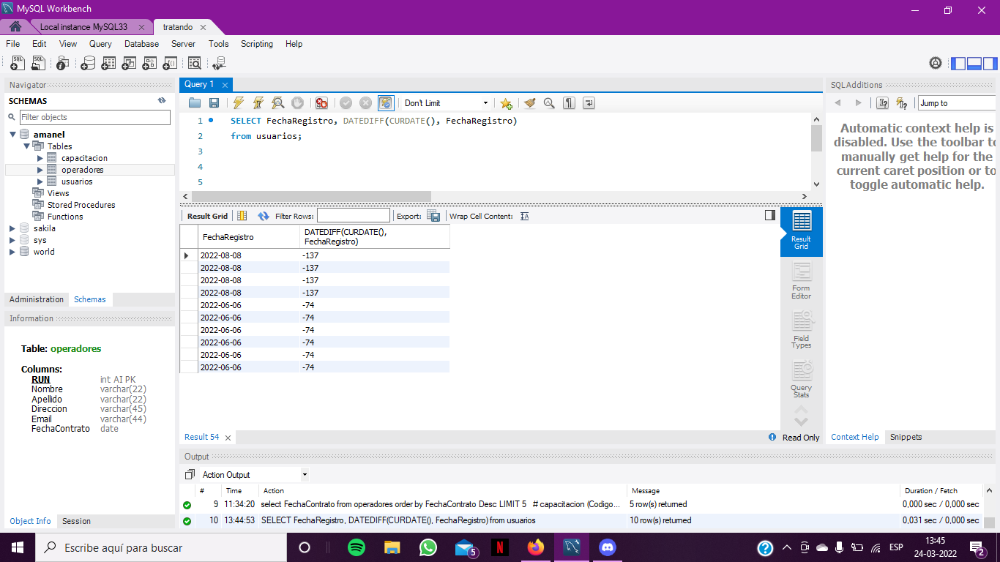 MySQL Workbench
Local instance MySQL33
tratando
File Edit View Query Database Server Tools Scripting Help
Navigator
SCHEMAS
Filter objects
amanel
Tables
capacitacion
operadores
usuarios
Views
Stored Procedures
Functions
sakila
sys
world
Administration Schemas
Information
Table: operadores
Columns:
RUN int AI PK
Nombre varchar(22)
Apellido varchar(22)
Direccion varchar(45)
Email varchar(44)
FechaContrato date
Object Info Session
Query 1
Don't Limit
1 SELECT FechaRegistro, DATEDIFF(CURDATE(), FechaRegistro)
2 from usuarios;
3
4
5
Result Grid Filter Rows: Export: Wrap Cell Content:
FechaRegistro DATEDIFF(CURDATE(), FechaRegistro)
2022-08-08 -137
2022-08-08 -137
2022-08-08 -137
2022-08-08 -137
2022-06-06 -74
2022-06-06 -74
2022-06-06 -74
2022-06-06 -74
2022-06-06 -74
2022-06-06 -74
Result Grid
Form Editor
Field Types
Query Stats
Result 54
Read Only
SQLAdditions
Jump to
Automatic context help is
disabled. Use the toolbar to
manually get help for the
current caret position or to
toggle automatic help.
Context Help Snippets
Output
Action Output
# Time Action Message Duration / Fetch
9 11:34:20 select FechaContrato from operadores order by FechaContrato Desc LIMIT 5 # capacitacion (Codigo... 5 row(s) returned 0,000 sec / 0,000 sec
10 13:44:53 SELECT FechaRegistro, DATEDIFF(CURDATE(), FechaRegistro) from usuarios 10 row(s) returned 0,031 sec / 0,000 sec
Escribe aquí para buscar
5
N
ESP
13:45
24-03-2022
2